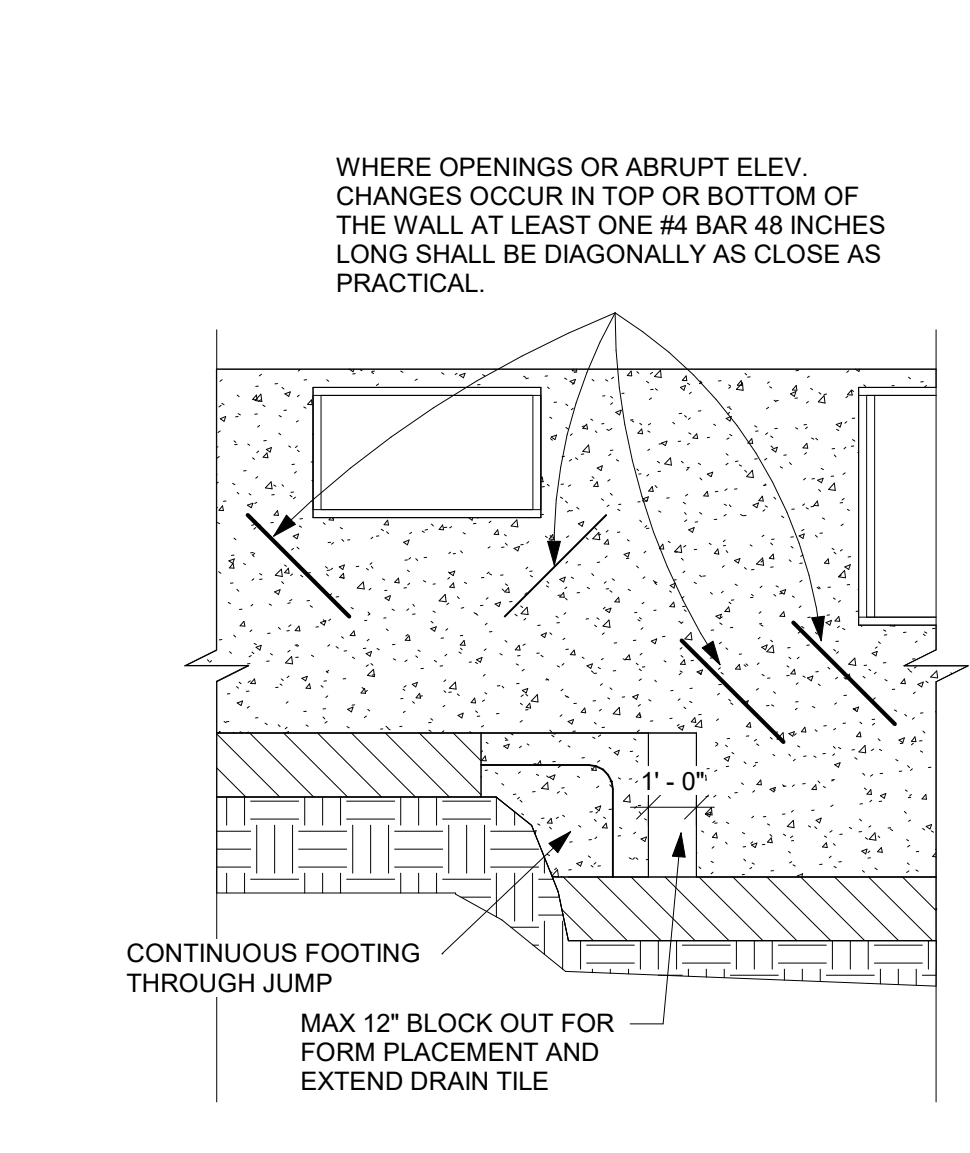 WHERE OPENINGS OR ABRUPT ELEV.
CHANGES OCCUR IN TOP OR BOTTOM OF
THE WALL AT LEAST ONE #4 BAR 48 INCHES
LONG SHALL BE DIAGONALLY AS CLOSE AS
PRACTICAL.
1' - 0"
CONTINUOUS FOOTING
THROUGH JUMP
MAX 12" BLOCK OUT FOR
FORM PLACEMENT AND
EXTEND DRAIN TILE